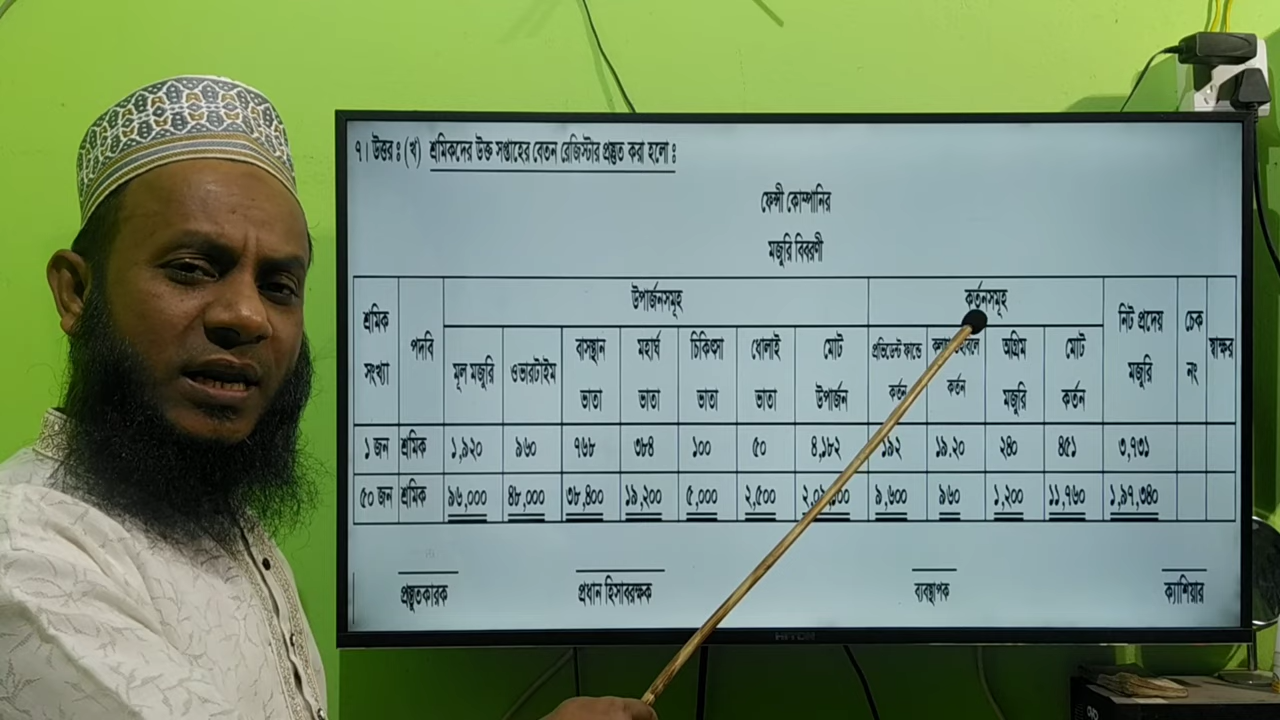 ৭। উত্তর ঃ (খ) শ্রমিকদের উক্ত সপ্তাহের বেতন রেজিস্টার প্রস্তুত করা হলো ঃ
ফেন্সী কোম্পানির
মজুরি বিবরণী
শ্রমিক সংখ্যা পদবি উপার্জনসমূহ কর্তনসমূহ নিট প্রদেয় মজুরি চেক নং স্বাক্ষর
মূল মজুরী ওভারটাইম বাসস্থান ভাতা মহার্ঘ ভাতা চিকিৎসা ভাতা ধোলাই ভাতা মোট উপার্জন প্রভিডেন্ট ফান্ডে কর্তন কর্তন অগ্রিম মজুরি মোট কর্তন
১ জন শ্রমিক ১,৯২০ ৯৬০ ৭৬৮ ৩৮৪ ১০০ ৫০ ৪,১৮২ ১৯২ ১৯.২০ ২৪০ ৪৫১ ৩,৭৩১
৫০ জন শ্রমিক ৯৬,০০০ ৪৮,০০০ ৩৮,৪০০ ১৯,২০০ ৫,০০০ ২,৫০০ ৯,৬০০ ৯৬০ ১,২০০ ১১,৭৬০ ১,৯৭,৩৪০
প্রস্তুতকারক প্রধান হিসাবরক্ষক ব্যবস্থাপক ক্যাশিয়ার